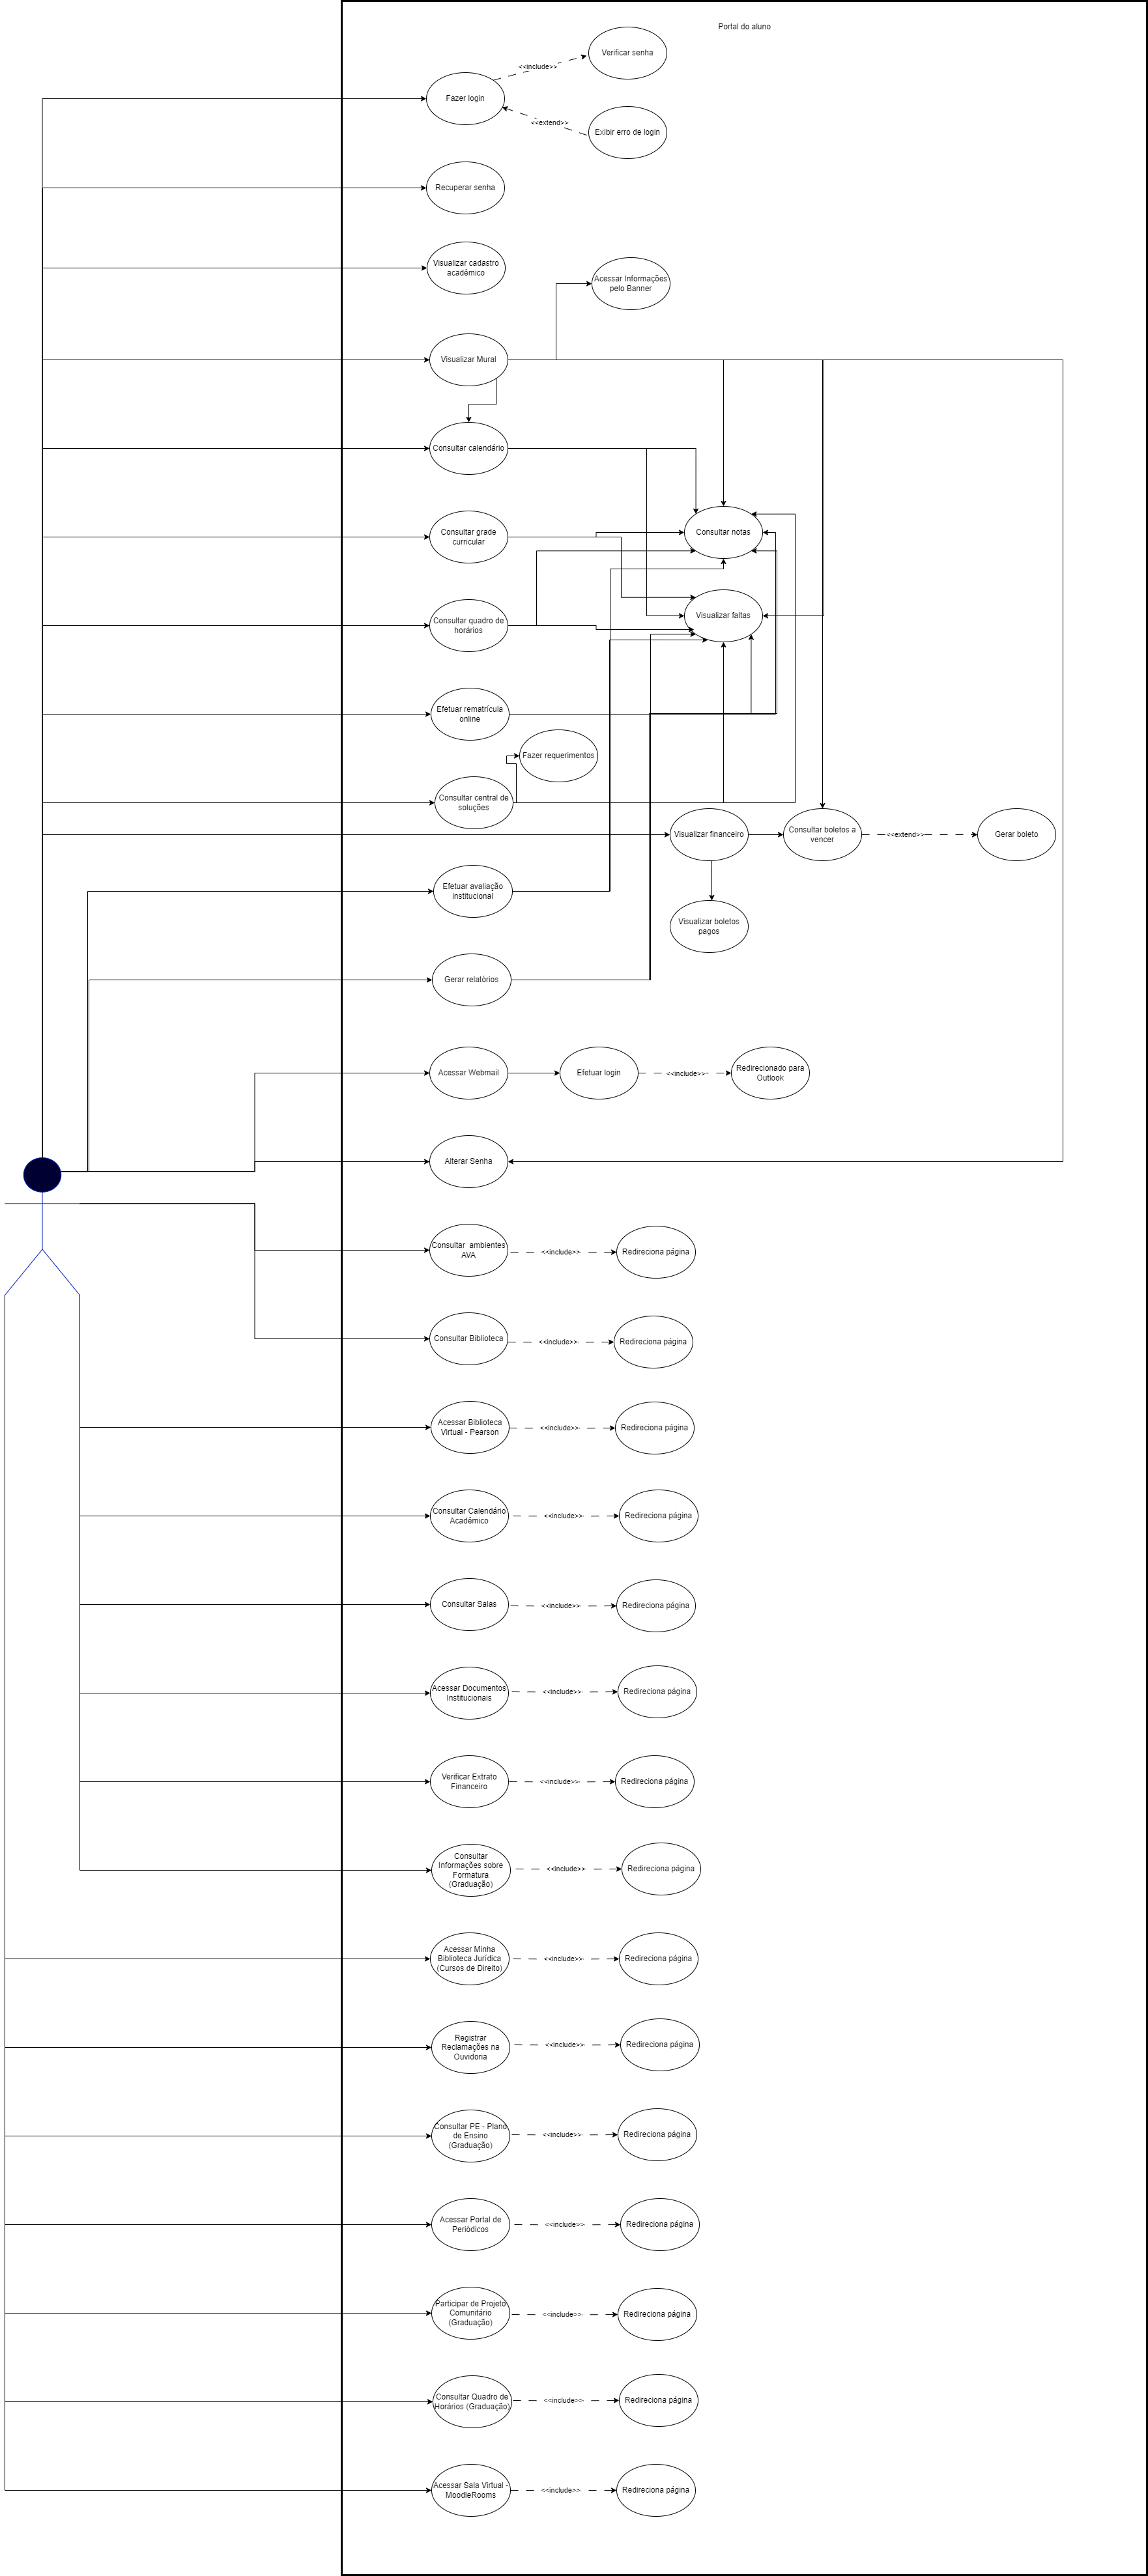 Portal do aluno
Verificar senha
<<include>>
Fazer login
<<extend>>
Exibir erro de login
Recuperar senha
Visualizar cadastro
acadêmico
Acessar Informações
pelo Banner
Visualizar Mural
Consultar calendário
Consultar grade
curricular
Consultar notas
Visualizar faltas
Consultar quadro de
horários
Efetuar rematrícula
online
Fazer requerimentos
Consultar central de
soluções
Visualizar financeiro
Consultar boletos a
vencer
<<extend>>
Gerar boleto
Efetuar avaliação
institucional
Visualizar boletos
pagos
Gerar relatórios
Acessar Webmail
Efetuar login
<<include>>
Redirecionado para
Outlook
Alterar Senha
Consultar  ambientes
AVA
<<include>>
Redireciona página
Consultar Biblioteca
<<include>>
Redireciona página
Acessar Biblioteca
Virtual - Pearson
<<include>>
Redireciona página
Consultar Calendário
Acadêmico
<<include>>
Redireciona página
Consultar Salas
<<include>>
Redireciona página
Acessar Documentos
Institucionais
<<include>>
Redireciona página
Verificar Extrato
Financeiro
<<include>>
Redireciona página
Consultar
Informações sobre
Formatura
(Graduação)
<<include>>
Redireciona página
Acessar Minha
Biblioteca Jurídica
(Cursos de Direito)
<<include>>
Redireciona página
Registrar
Reclamações na
Ouvidoria
<<include>>
Redireciona página
Consultar PE - Plano
de Ensino
(Graduação)
<<include>>
Redireciona página
Acessar Portal de
Periódicos
<<include>>
Redireciona página
Participar de Projeto
Comunitário
(Graduação)
<<include>>
Redireciona página
Consultar Quadro de
Horários (Graduação)
<<include>>
Redireciona página
Acessar Sala Virtual -
MoodleRooms
<<include>>
Redireciona página